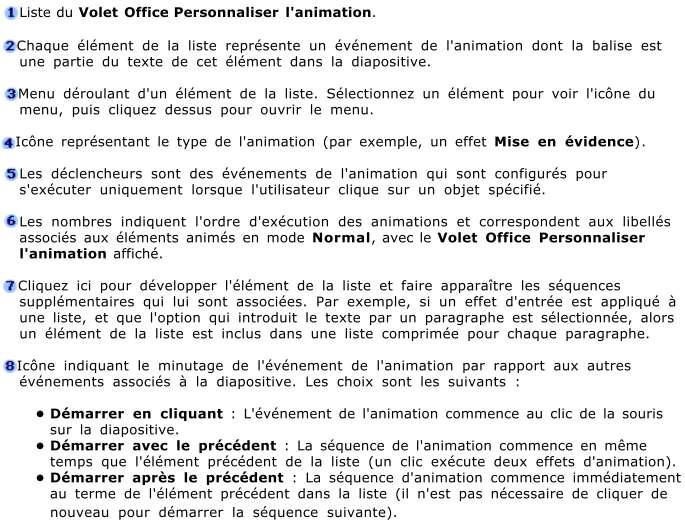 1 Liste du Volet Office Personnaliser l'animation.
2 Chaque élément de la liste représente un événement de l'animation dont la balise est
une partie du texte de cet élément dans la diapositive.
3 Menu déroulant d'un élément de la liste. Sélectionnez un élément pour voir l'icône du
menu, puis cliquez dessus pour ouvrir le menu.
4 Icône représentant le type de l'animation (par exemple, un effet Mise en évidence).
5 Les déclencheurs sont des événements de l'animation qui sont configurés pour
s'exécuter uniquement lorsque l'utilisateur clique sur un objet spécifié.
6 Les nombres indiquent l'ordre d'exécution des animations et correspondent aux libellés
associés aux éléments animés en mode Normal, avec le Volet Office Personnaliser
l'animation affiché.
7 Cliquez ici pour développer l'élément de la liste et faire apparaître les séquences
supplémentaires qui lui sont associées. Par exemple, si un effet d'entrée est appliqué à
une liste, et que l'option qui introduit le texte par un paragraphe est sélectionnée, alors
un élément de la liste est inclus dans une liste comprimée pour chaque paragraphe.
8 Icône indiquant le minutage de l'événement de l'animation par rapport aux autres
événements associés à la diapositive. Les choix sont les suivants :
• Démarrer en cliquant : L'événement de l'animation commence au clic de la souris
sur la diapositive.
• Démarrer avec le précédent : La séquence de l'animation commence en même
temps que l'élément précédent de la liste (un clic exécute deux effets d'animation).
• Démarrer après le précédent : La séquence d'animation commence immédiatement
au terme de l'élément précédent dans la liste (il n'est pas nécessaire de cliquer de
nouveau pour démarrer la séquence suivante).